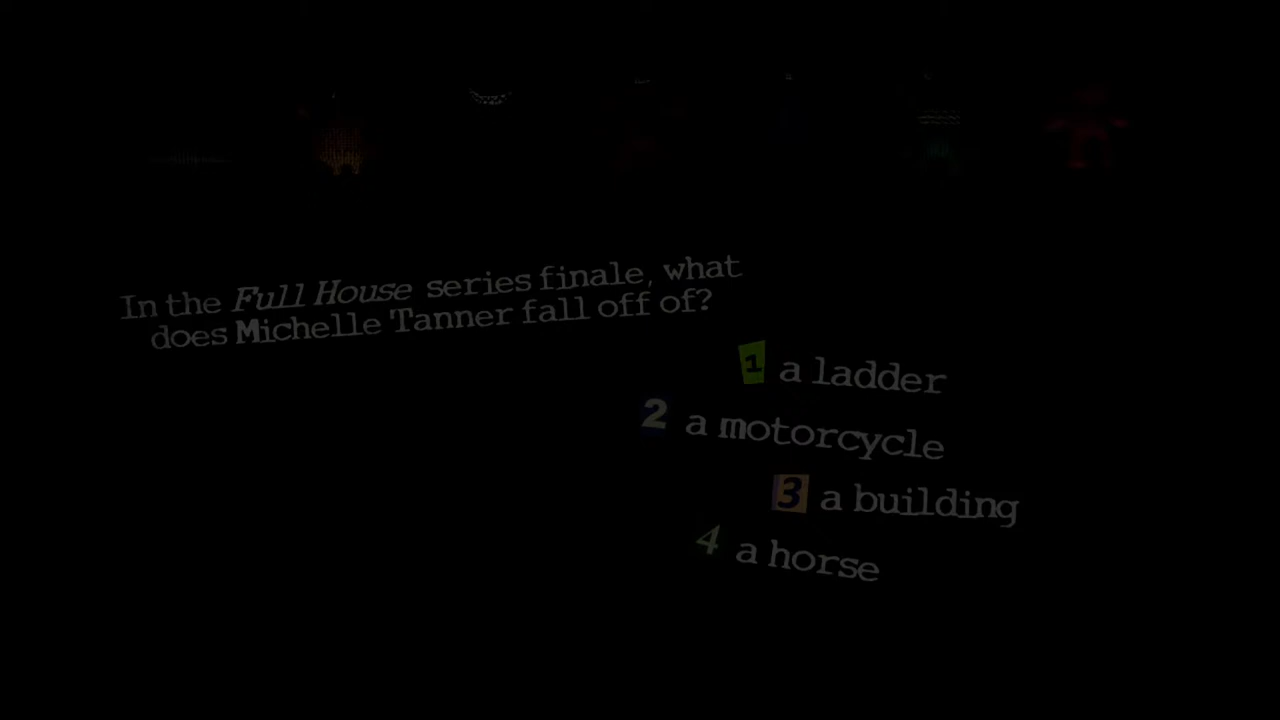 In the Full House series finale, what
does Michelle Tanner fall off of?
1 a ladder
2 a motorcycle
3 a building
4 a horse